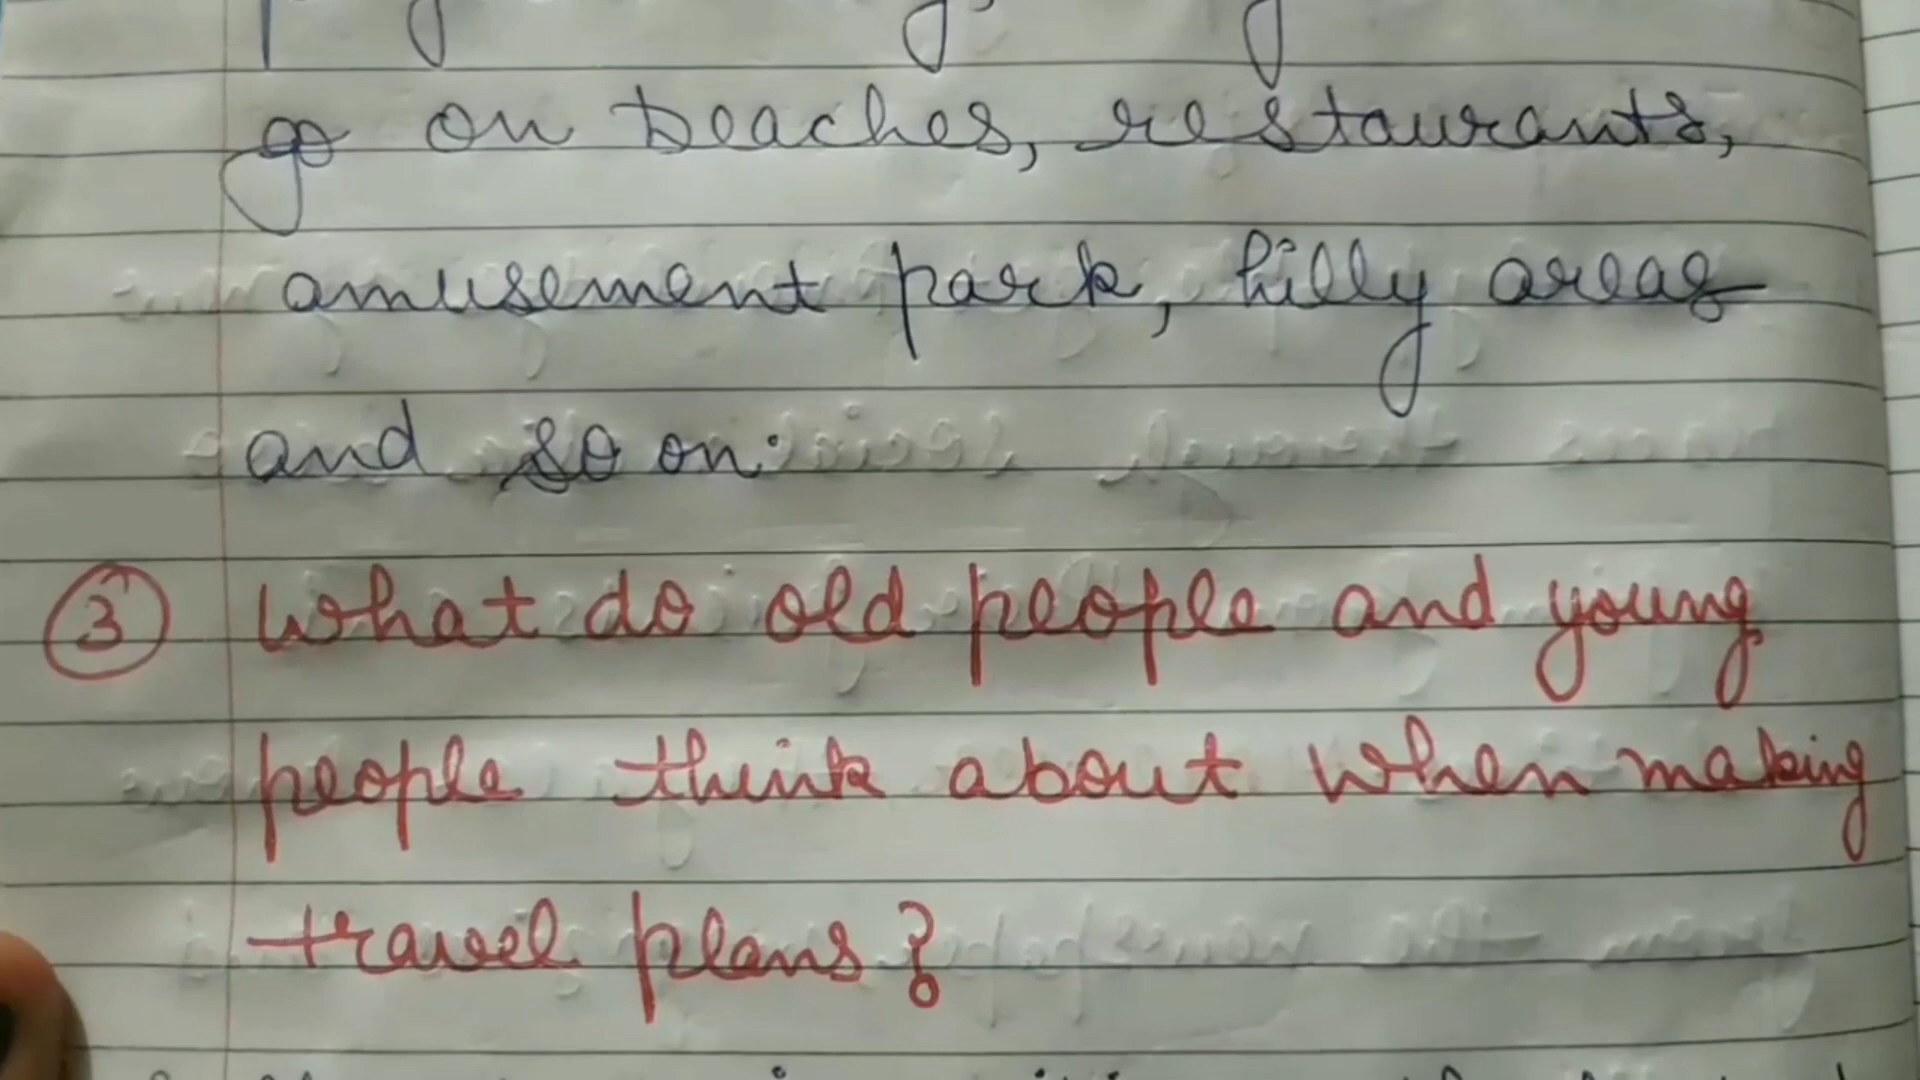 go on beaches, restaurants,
amusement park, hilly areas
and so on.
③ What do old people and young
people think about when making
travel plans?